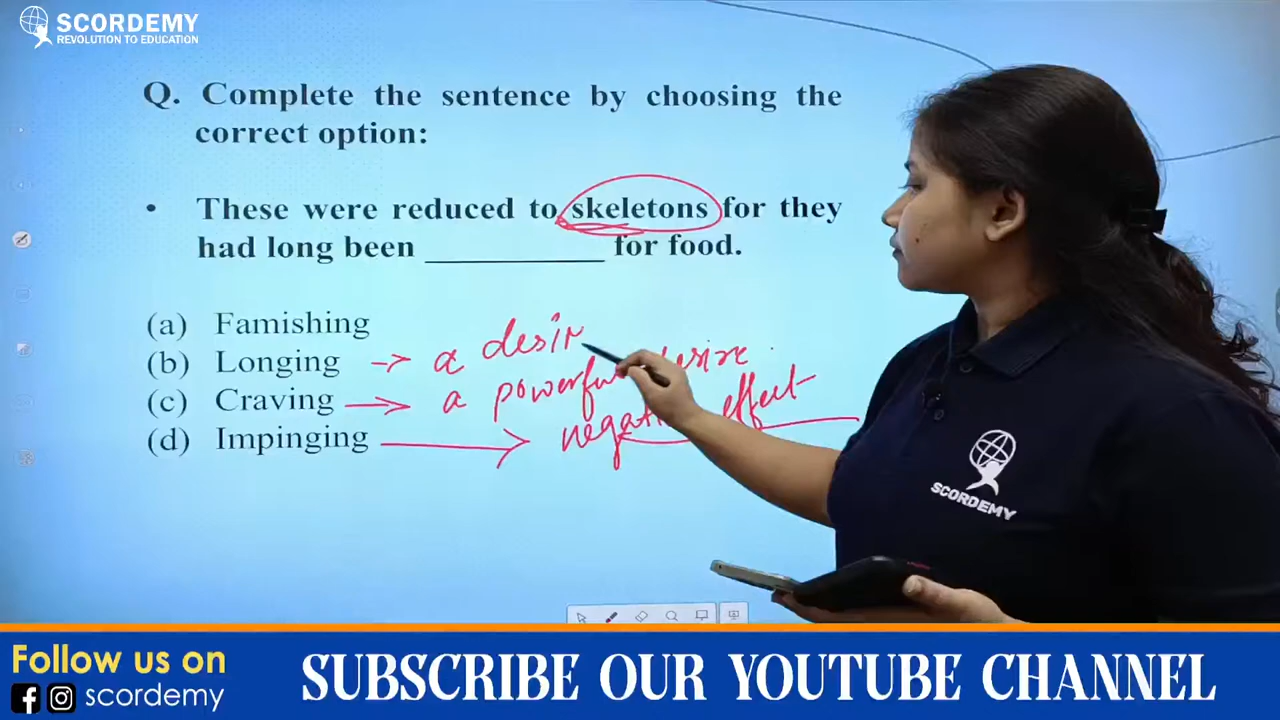 SCORDEMY
REVOLUTION TO EDUCATION
Q. Complete the sentence by choosing the
correct option:
• These were reduced to skeletons for they
had long been __________ for food.
(a) Famishing
(b) Longing → a desir
(c) Craving → a powerful desire
(d) Impinging → negative effect
SCORDEMY
Follow us on
scordemy
SUBSCRIBE OUR YOUTUBE CHANNEL